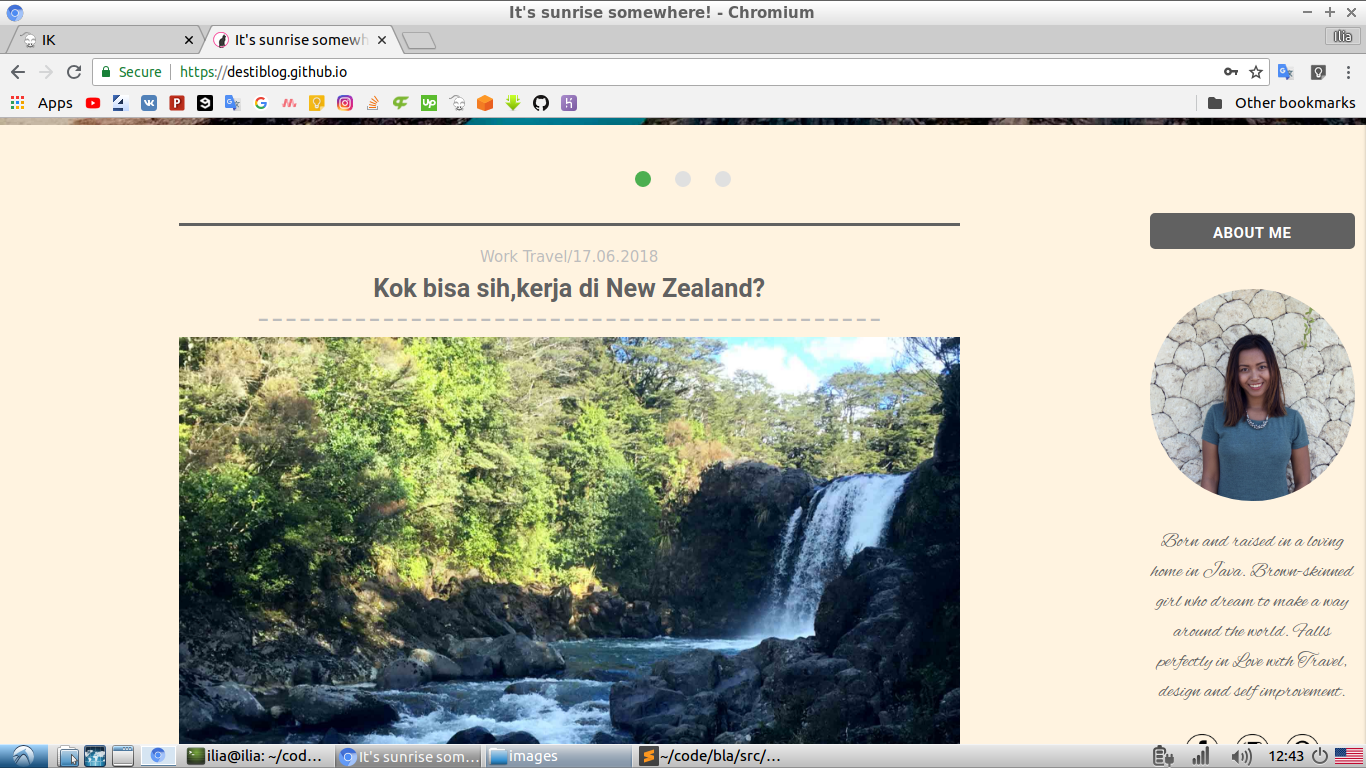 It's sunrise somewhere! - Chromium
IK
It's sunrise somewh
Ilia
Secure
https://destiblog.github.io
Apps
Other bookmarks
Work Travel/17.06.2018
Kok bisa sih,kerja di New Zealand?
ABOUT ME
Born and raised in a loving
home in Java. Brown-skinned
girl who dream to make a way
around the world. Falls
perfectly in Love with Travel,
design and self improvement.
ilia@ilia: ~/cod...
It's sunrise som...
images
~/code/bla/src/...
12:43